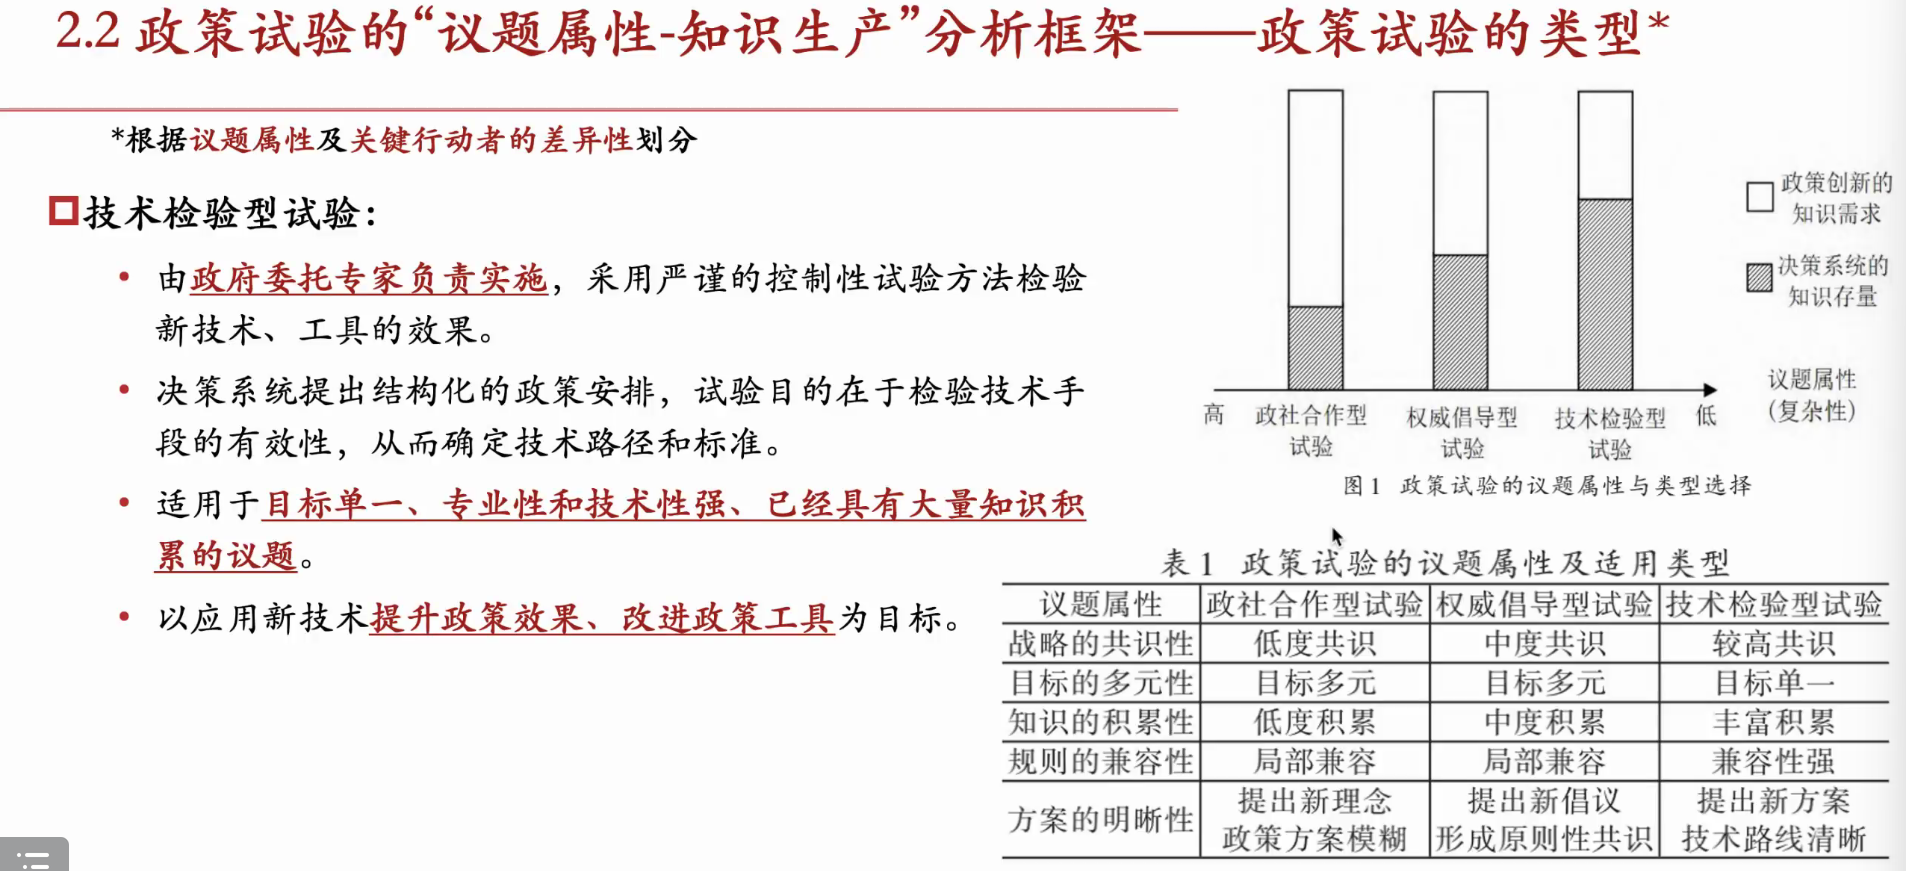 2.2 政策试验的“议题属性-知识生产”分析框架——政策试验的类型*
*根据议题属性及关键行动者的差异性划分
技术检验型试验：
• 由政府委托专家负责实施，采用严谨的控制性试验方法检验
新技术、工具的效果。
• 决策系统提出结构化的政策安排，试验目的在于检验技术手
段的有效性，从而确定技术路径和标准。
• 适用于目标单一、专业性和技术性强、已经具有大量知识积
累的议题。
• 以应用新技术提升政策效果、改进政策工具为目标。
政策创新的
知识需求
决策系统的
知识存量
议题属性
（复杂性）
高 政社合作型 权威倡导型 技术检验型 低
试验 试验 试验
图1 政策试验的议题属性与类型选择
表1 政策试验的议题属性及适用类型
议题属性 政社合作型试验 权威倡导型试验 技术检验型试验
战略的共识性 低度共识 中度共识 较高共识
目标的多元性 目标多元 目标多元 目标单一
知识的积累性 低度积累 中度积累 丰富积累
规则的兼容性 局部兼容 局部兼容 兼容性强
方案的明晰性 提出新理念 提出新倡议 提出新方案
政策方案模糊 形成原则性共识 技术路线清晰